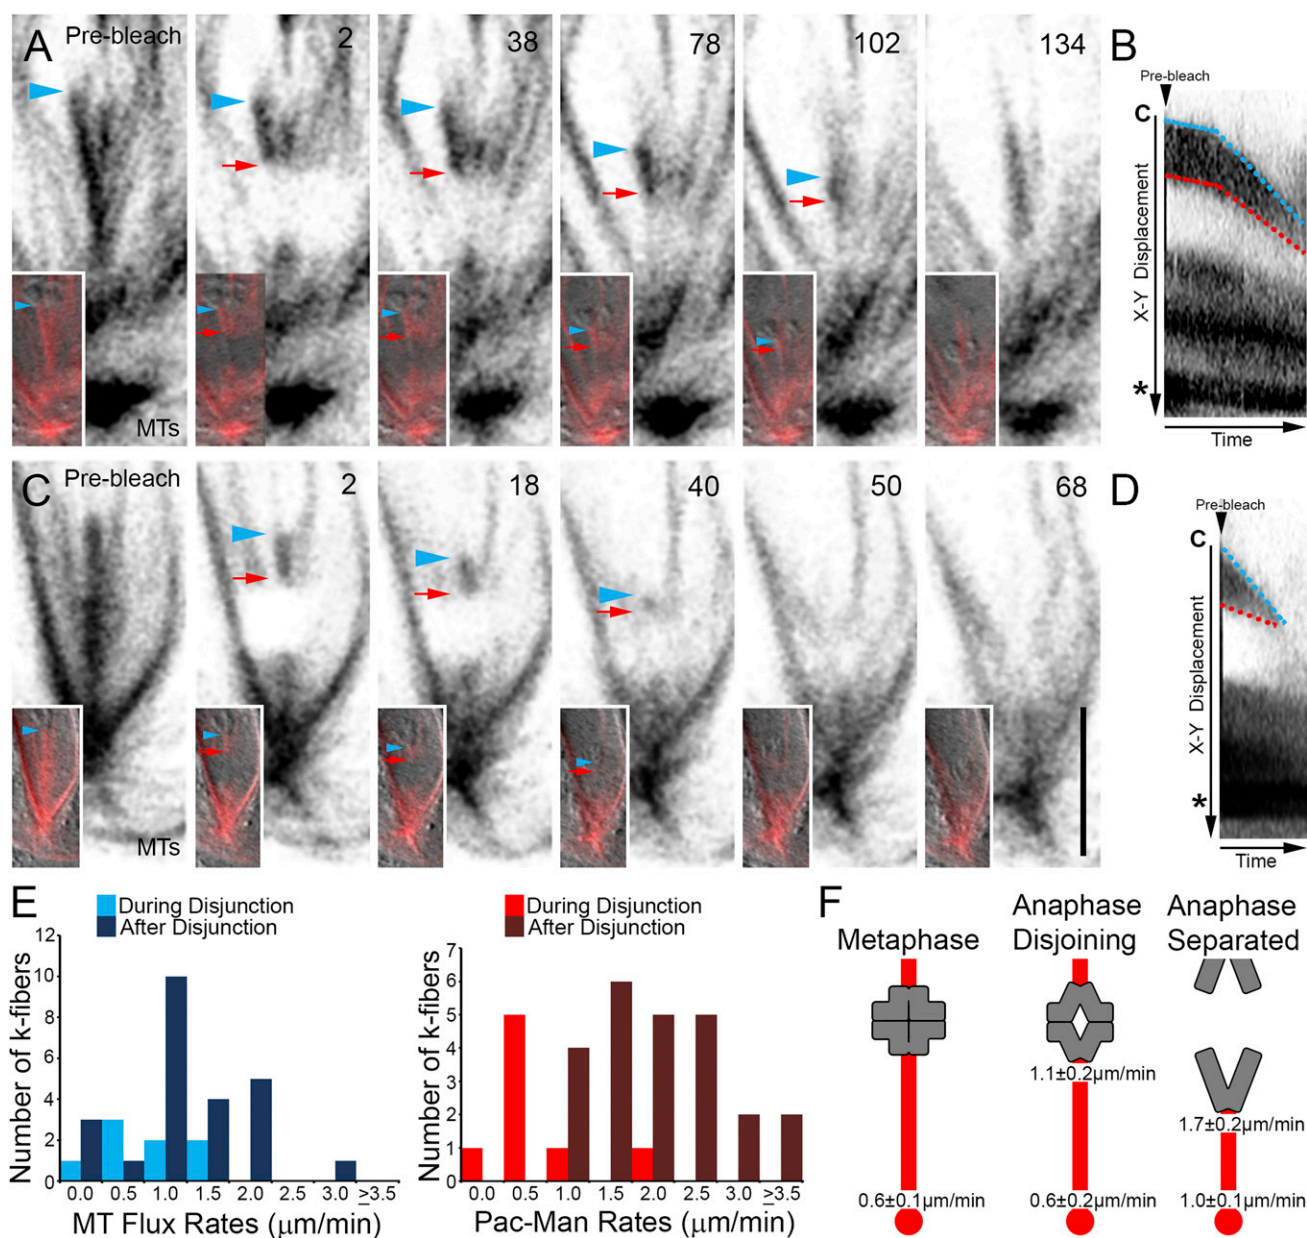 A
Pre-bleach
2
38
78
102
134
MTs
B
Pre-bleach
C
X-Y Displacement
*
Time
C
Pre-bleach
2
18
40
50
68
MTs
D
Pre-bleach
C
X-Y Displacement
*
Time
E
During Disjunction
After Disjunction
Number of k-fibers
12
10
8
6
4
2
0
0.0 0.5 1.0 1.5 2.0 2.5 3.0 ≥3.5
MT Flux Rates (μm/min)
During Disjunction
After Disjunction
Number of k-fibers
7
6
5
4
3
2
1
0
0.0 0.5 1.0 1.5 2.0 2.5 3.0 ≥3.5
Pac-Man Rates (μm/min)
F
Metaphase
Anaphase
Disjoining
Anaphase
Separated
1.1±0.2μm/min
1.7±0.2μm/min
0.6±0.1μm/min
0.6±0.2μm/min
1.0±0.1μm/min